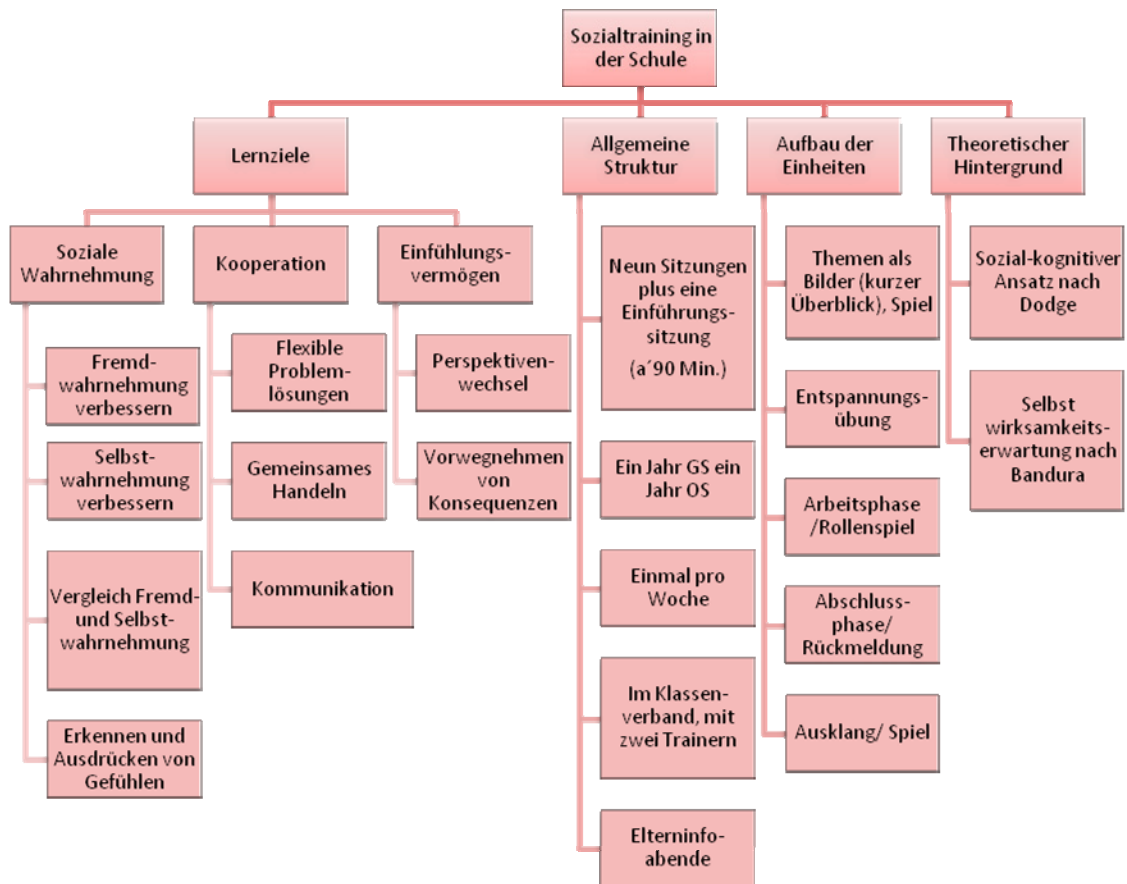 Sozialtraining in
der Schule
Lernziele
Soziale
Wahrnehmung
Fremd-
wahrnehmung
verbessern
Selbst-
wahrnehmung
verbessern
Vergleich Fremd-
und Selbst-
wahrnehmung
Erkennen und
Ausdrücken von
Gefühlen
Kooperation
Flexible
Problem-
lösungen
Gemeinsames
Handeln
Kommunikation
Einfühlungs-
vermögen
Perspektiven-
wechsel
Vorwegnehmen
von
Konsequenzen
Allgemeine
Struktur
Neun Sitzungen
plus eine
Einführungs-
sitzung
(a´90 Min.)
Ein Jahr GS ein
Jahr OS
Einmal pro
Woche
Im Klassen-
verband, mit
zwei Trainern
Elterninfo-
abende
Aufbau der
Einheiten
Themen als
Bilder (kurzer
Überblick), Spiel
Entspannungs-
übung
Arbeitsphase
/Rollenspiel
Abschluss-
phase/
Rückmeldung
Ausklang/ Spiel
Theoretischer
Hintergrund
Sozial-kognitiver
Ansatz nach
Dodge
Selbst
wirksamkeits-
erwartung nach
Bandura